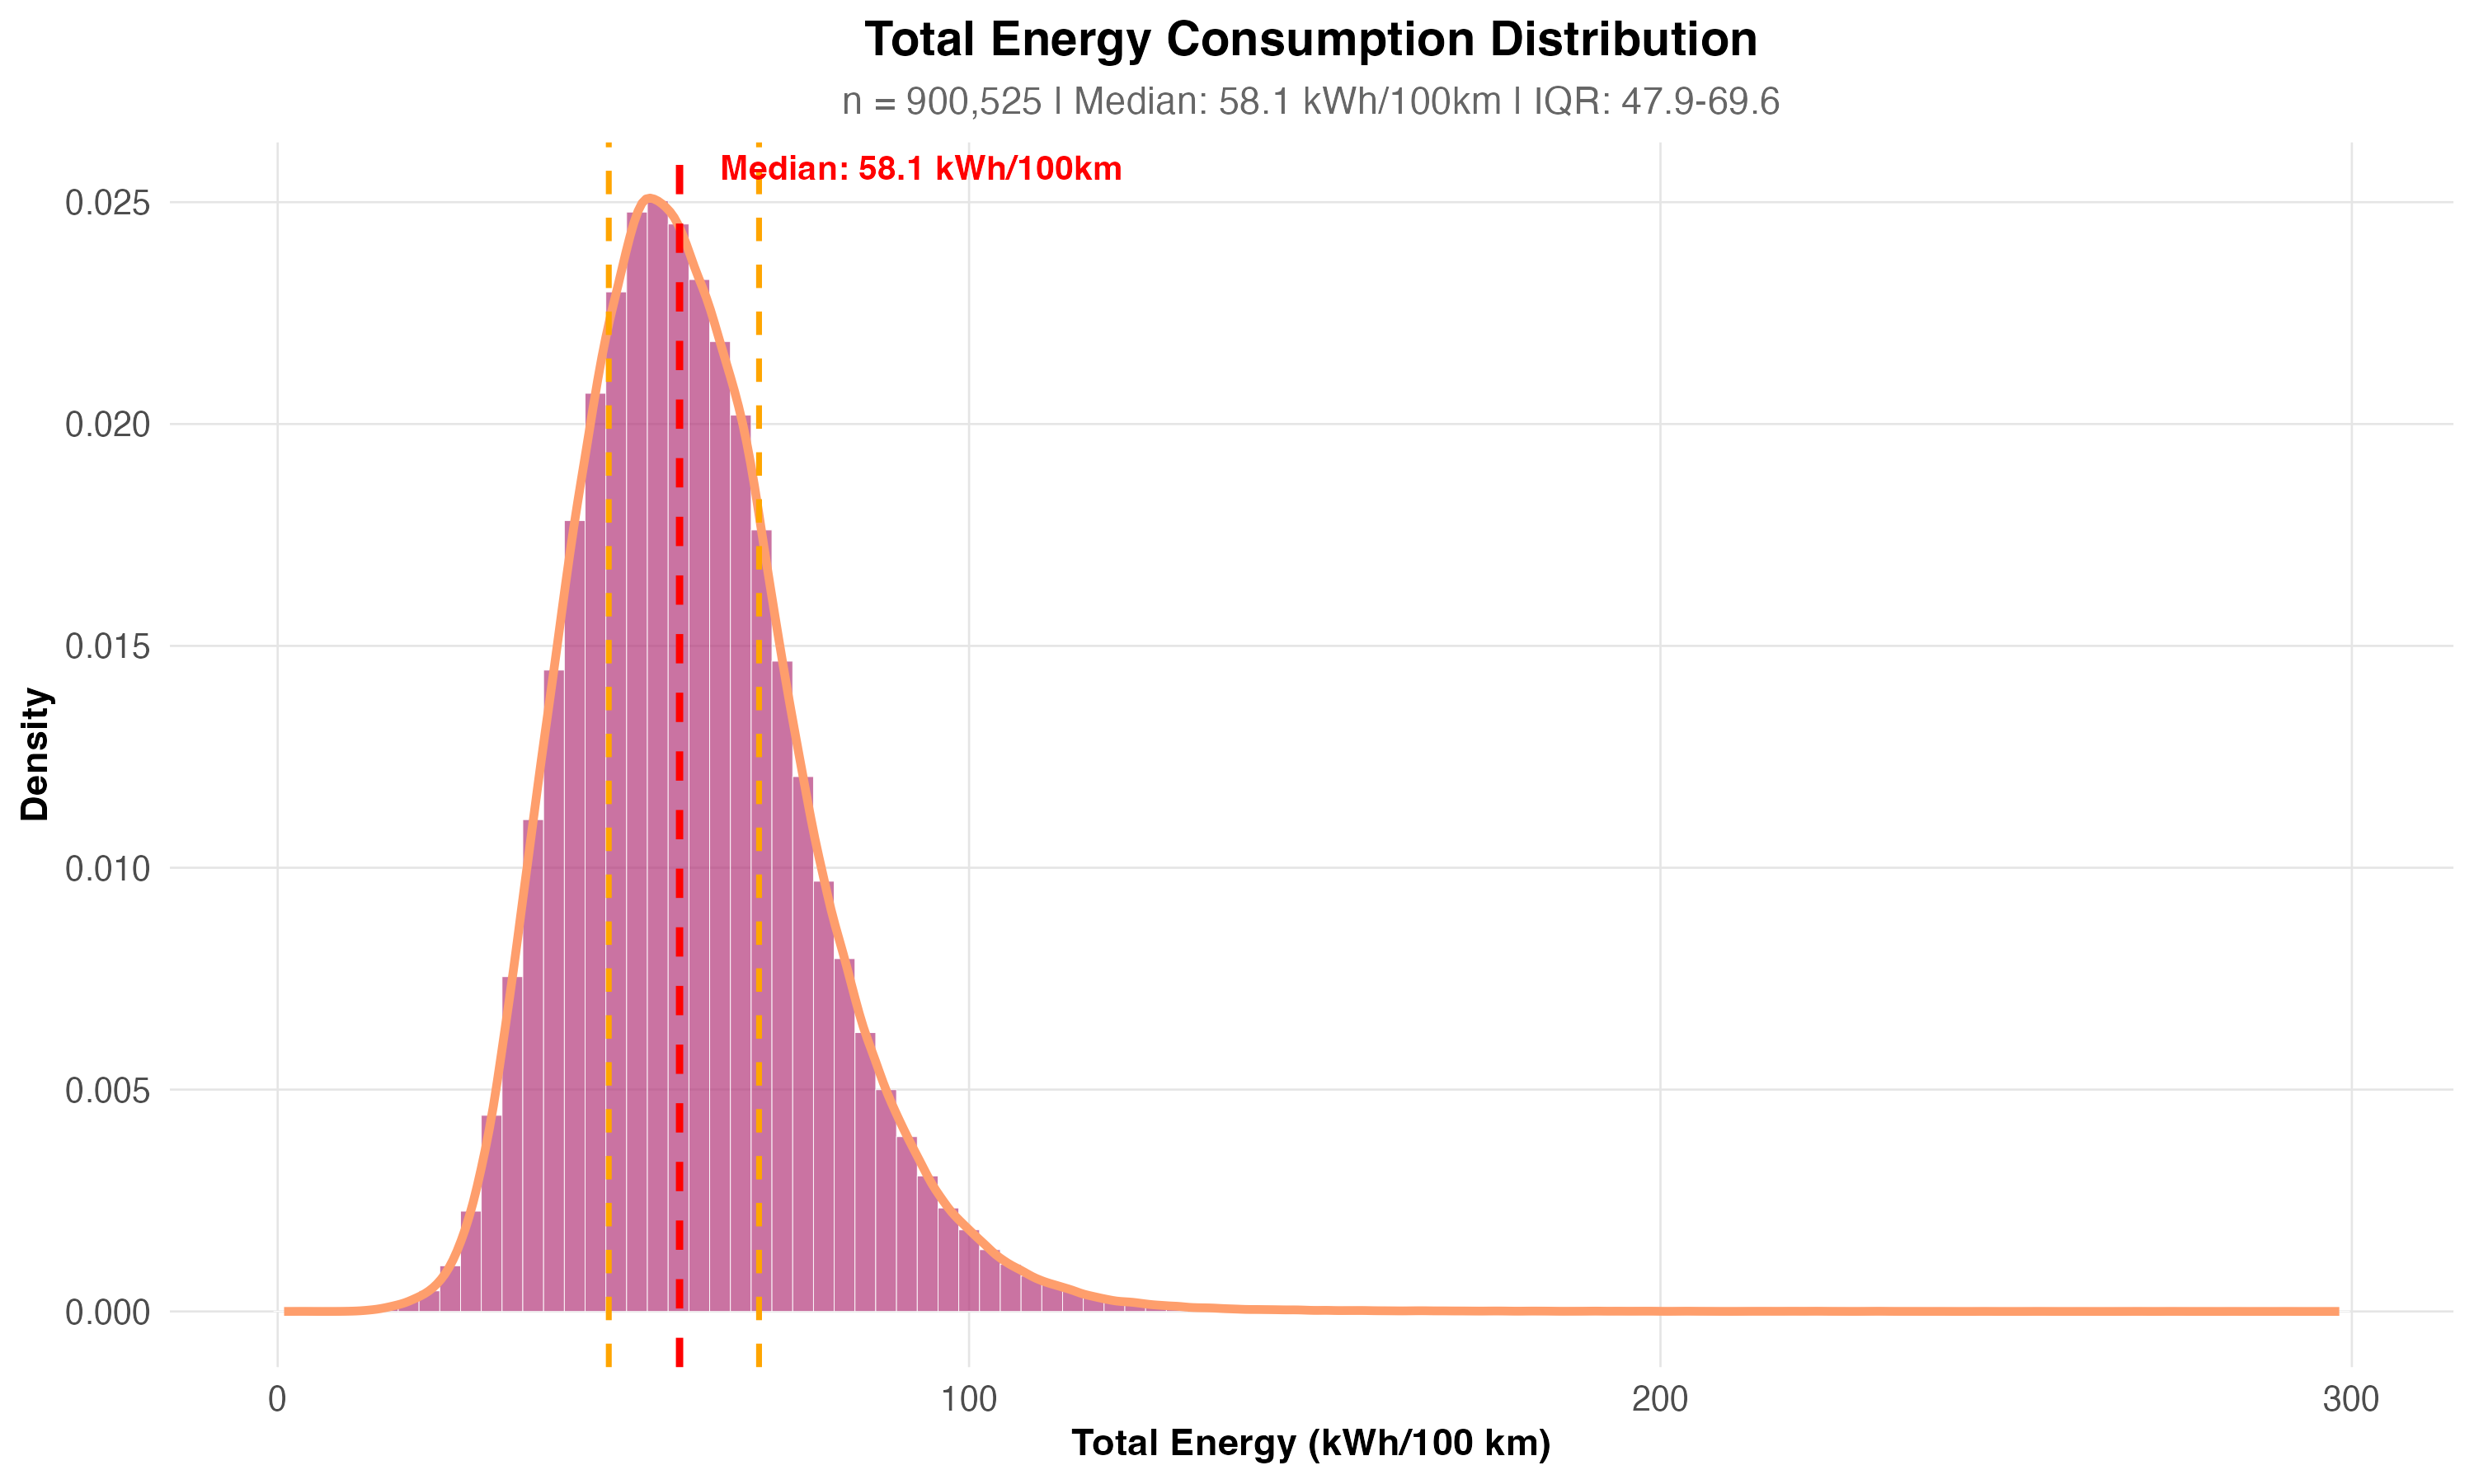 Total Energy Consumption Distribution
n = 900,525 | Median: 58.1 kWh/100km | IQR: 47.9-69.6
Median: 58.1 kWh/100km
0.025
0.020
0.015
0.010
0.005
0.000
Density
0
100
200
300
Total Energy (kWh/100 km)